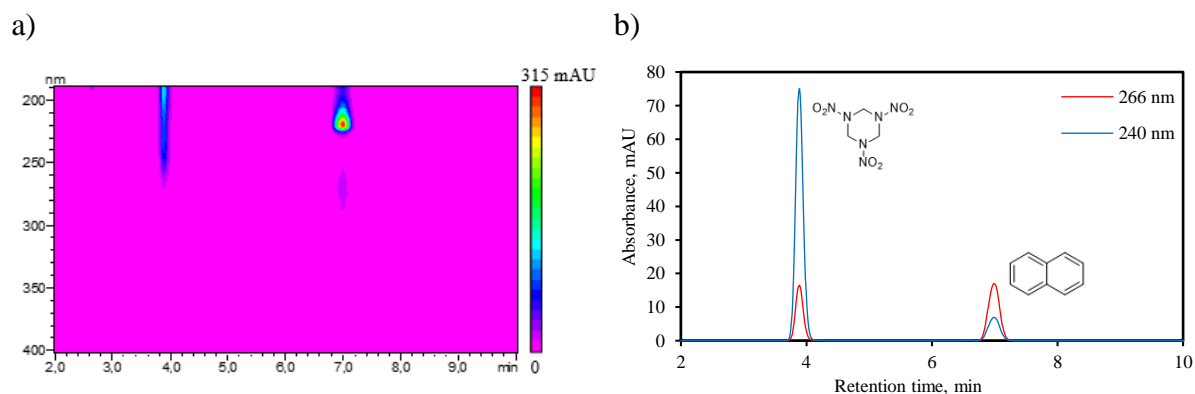 a)
nm
200
250
300
350
400
2,0 3,0 4,0 5,0 6,0 7,0 8,0 9,0 min
315 mAU
0
b)
80
70
60
50
40
30
20
10
0
Absorbance, mAU
2 4 6 8 10
Retention time, min
266 nm
240 nm
O₂N N N NO₂
N
NO₂